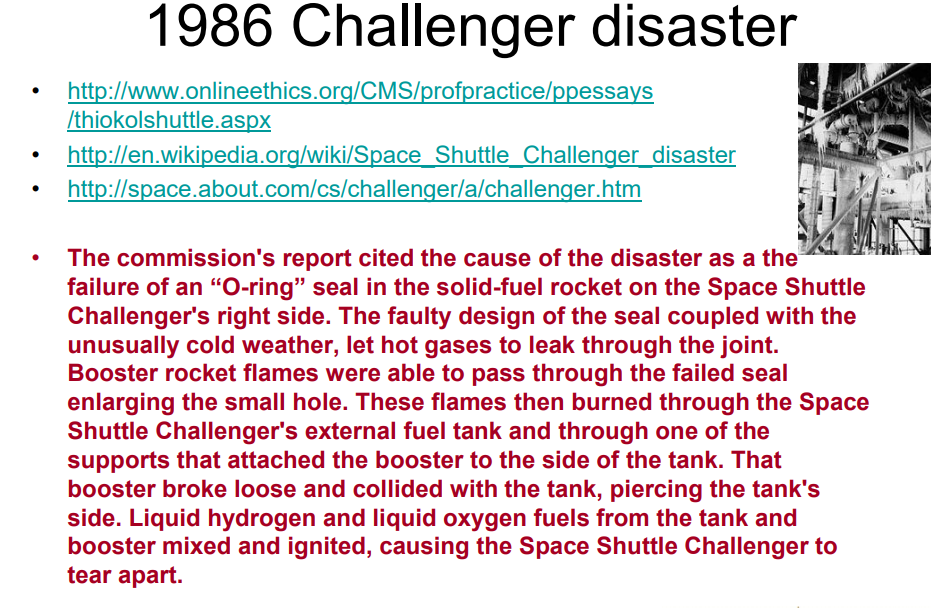 1986 Challenger disaster
• http://www.onlineethics.org/CMS/profpractice/ppessays
/thiokolshuttle.aspx
• http://en.wikipedia.org/wiki/Space_Shuttle_Challenger_disaster
• http://space.about.com/cs/challenger/a/challenger.htm
• The commission's report cited the cause of the disaster as a the
failure of an “O-ring” seal in the solid-fuel rocket on the Space Shuttle
Challenger's right side. The faulty design of the seal coupled with the
unusually cold weather, let hot gases to leak through the joint.
Booster rocket flames were able to pass through the failed seal
enlarging the small hole. These flames then burned through the Space
Shuttle Challenger's external fuel tank and through one of the
supports that attached the booster to the side of the tank. That
booster broke loose and collided with the tank, piercing the tank's
side. Liquid hydrogen and liquid oxygen fuels from the tank and
booster mixed and ignited, causing the Space Shuttle Challenger to
tear apart.